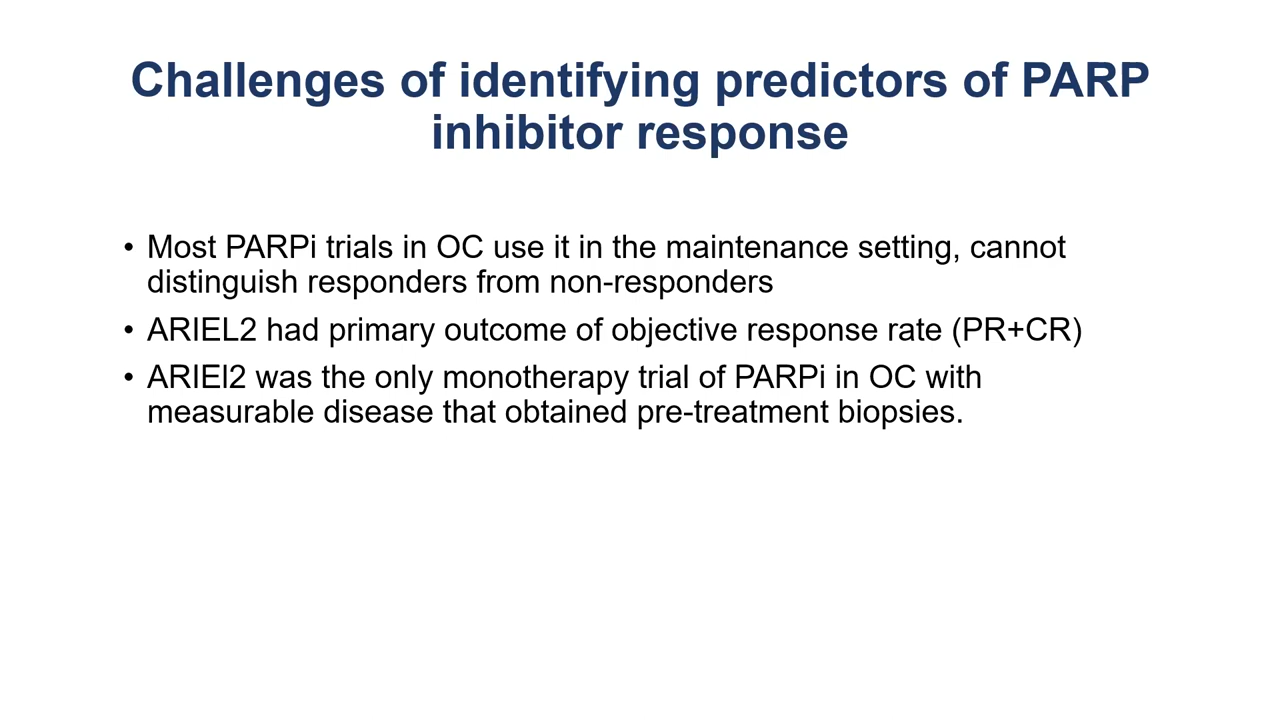 Challenges of identifying predictors of PARP
inhibitor response
• Most PARPi trials in OC use it in the maintenance setting, cannot
distinguish responders from non-responders
• ARIEL2 had primary outcome of objective response rate (PR+CR)
• ARIEl2 was the only monotherapy trial of PARPi in OC with
measurable disease that obtained pre-treatment biopsies.